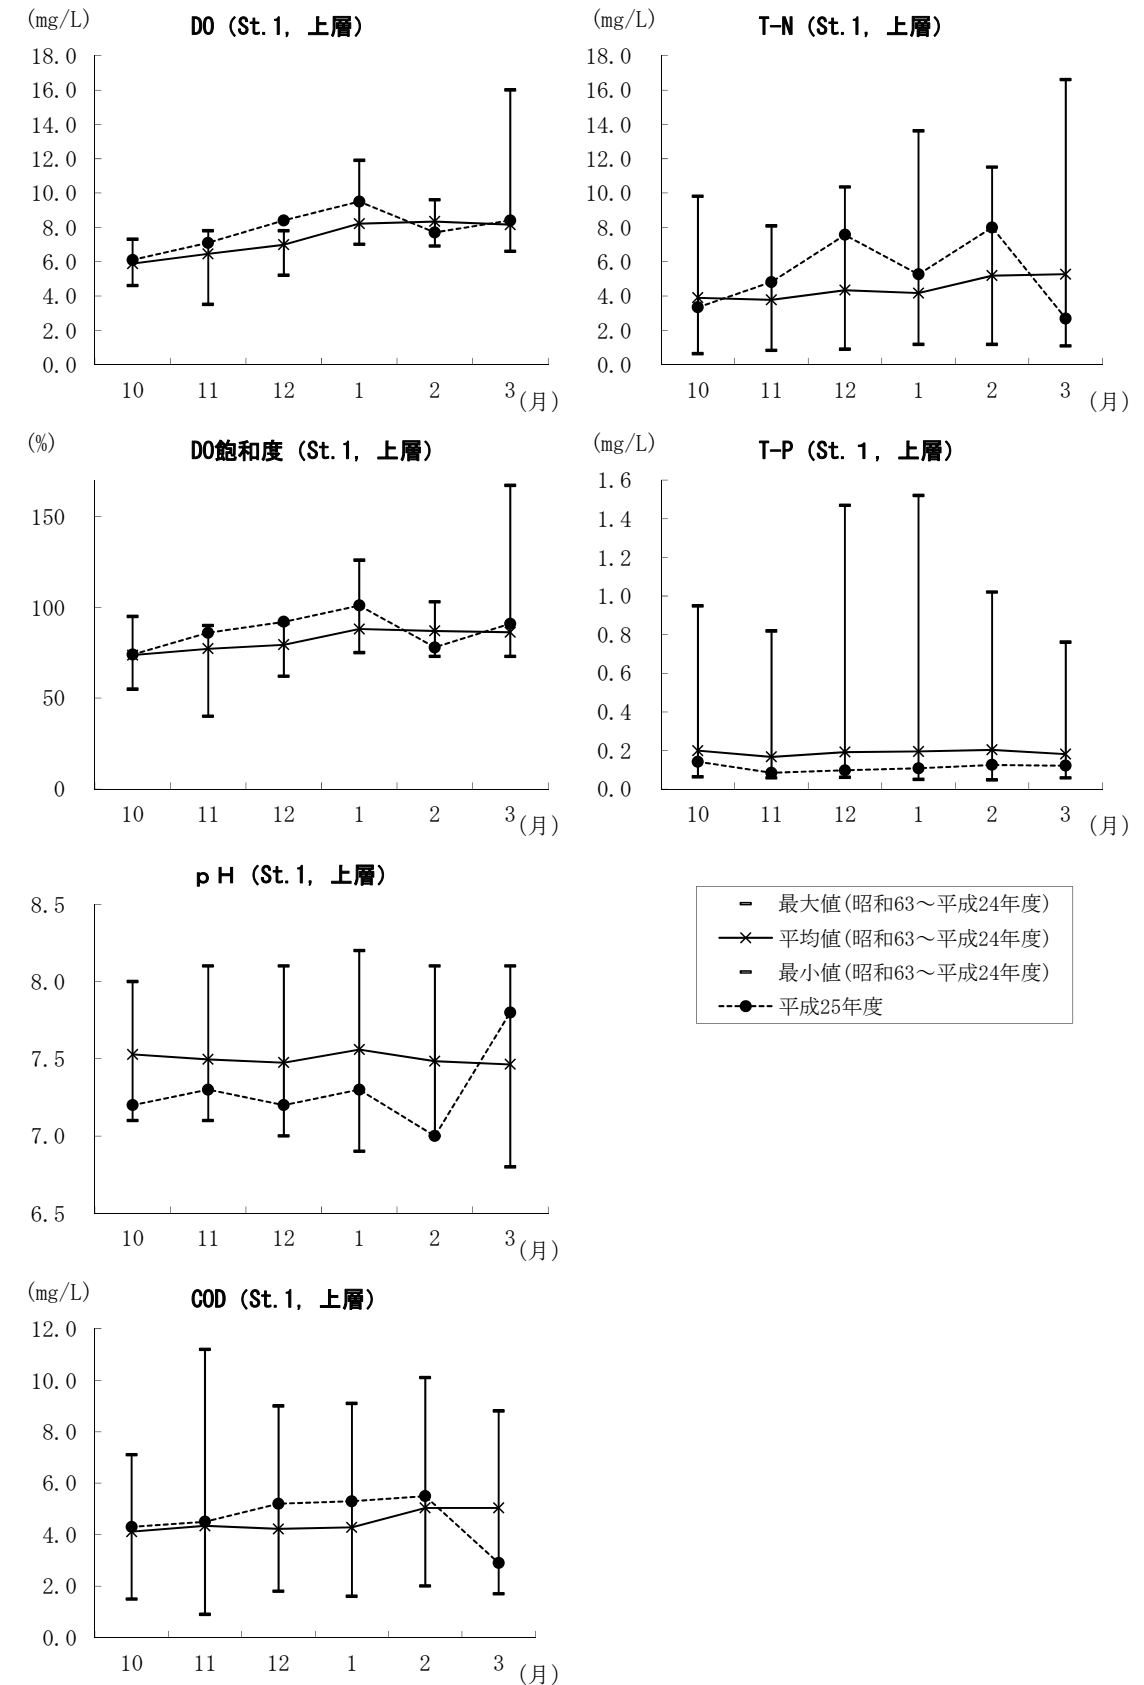 (mg/L)
DO（St.1, 上層）
18.0
16.0
14.0
12.0
10.0
8.0
6.0
4.0
2.0
0.0
10 11 12 1 2 3 (月)
(mg/L)
T-N（St.1, 上層）
18.0
16.0
14.0
12.0
10.0
8.0
6.0
4.0
2.0
0.0
10 11 12 1 2 3 (月)
(%)
DO飽和度（St.1, 上層）
150
100
50
0
10 11 12 1 2 3 (月)
(mg/L)
T-P（St.１, 上層）
1.6
1.4
1.2
1.0
0.8
0.6
0.4
0.2
0.0
10 11 12 1 2 3 (月)
ｐＨ（St.1, 上層）
8.5
8.0
7.5
7.0
6.5
10 11 12 1 2 3 (月)
最大値(昭和63～平成24年度)
平均値(昭和63～平成24年度)
最小値(昭和63～平成24年度)
平成25年度
(mg/L)
COD（St.1, 上層）
12.0
10.0
8.0
6.0
4.0
2.0
0.0
10 11 12 1 2 3 (月)